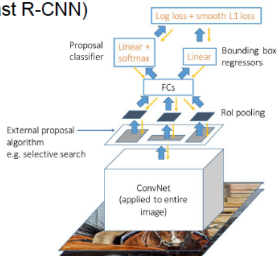 ast R-CNN)
Log loss + smooth L1 loss
Proposal
classifier
Linear +
softmax
Linear
Bounding box
regressors
FCs
RoI pooling
External proposal
algorithm
e.g. selective search
ConvNet
(applied to entire
image)